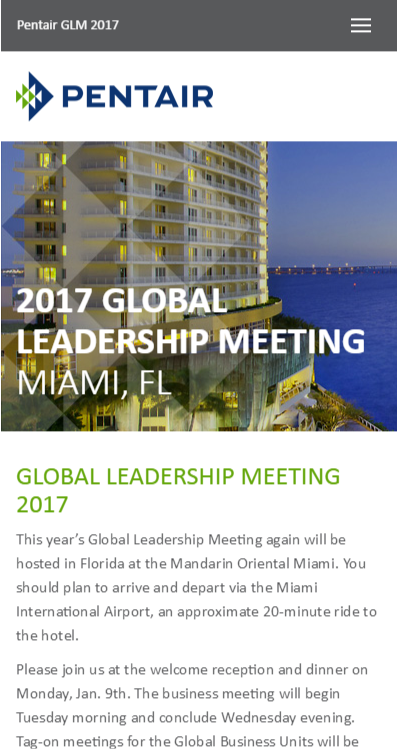 Pentair GLM 2017
PENTAIR
2017 GLOBAL
LEADERSHIP MEETING
MIAMI, FL
GLOBAL LEADERSHIP MEETING
2017
This year’s Global Leadership Meeting again will be
hosted in Florida at the Mandarin Oriental Miami. You
should plan to arrive and depart via the Miami
International Airport, an approximate 20-minute ride to
the hotel.
Please join us at the welcome reception and dinner on
Monday, Jan. 9th. The business meeting will begin
Tuesday morning and conclude Wednesday evening.
Tag-on meetings for the Global Business Units will be